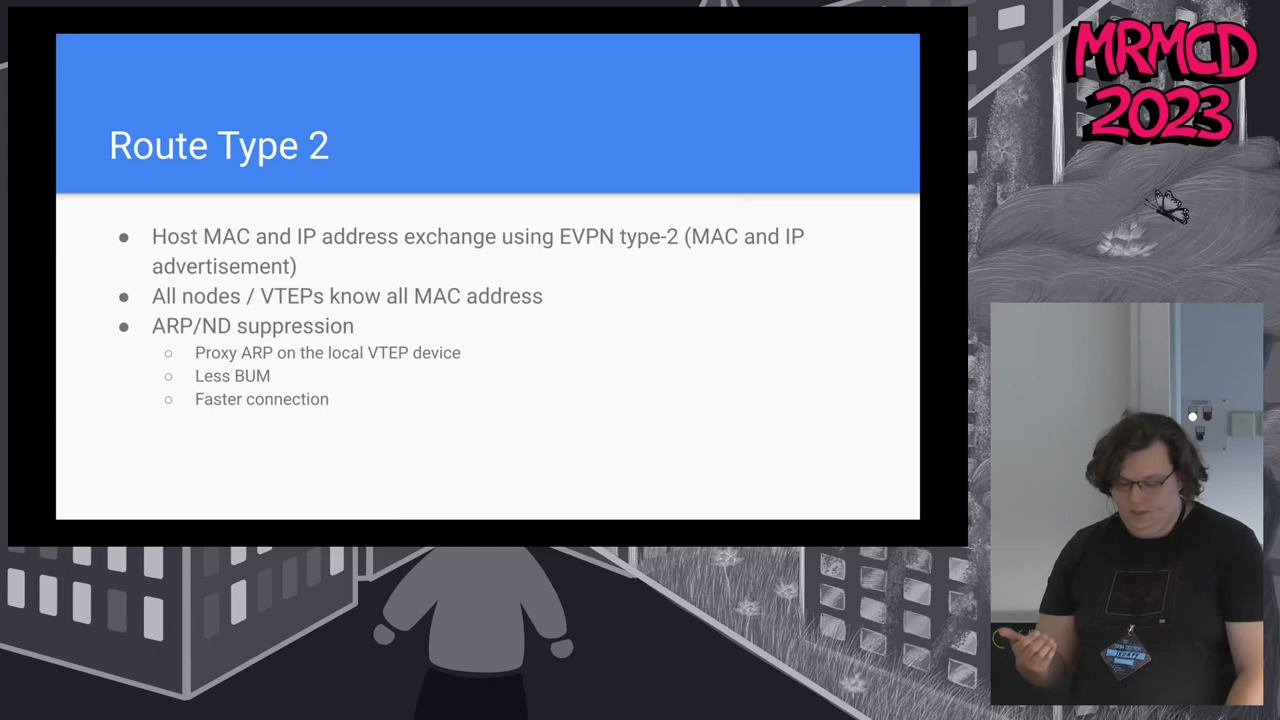 MRMCD
2023
Route Type 2
● Host MAC and IP address exchange using EVPN type-2 (MAC and IP
advertisement)
● All nodes / VTEPs know all MAC address
● ARP/ND suppression
○ Proxy ARP on the local VTEP device
○ Less BUM
○ Faster connection